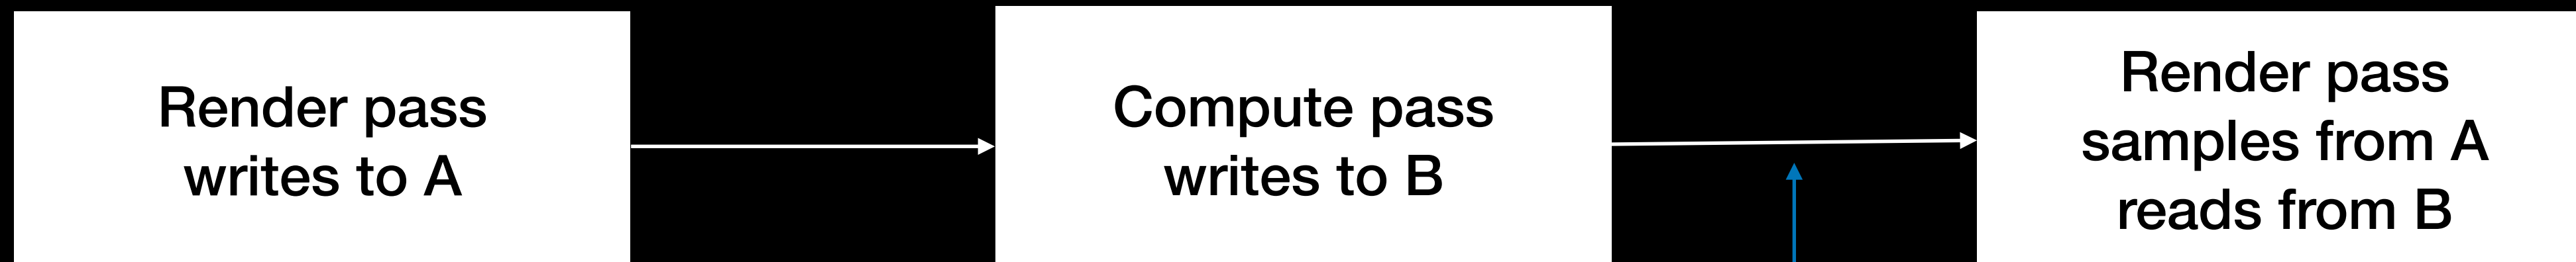 Render pass
writes to A
Compute pass
writes to B
Render pass
samples from A
reads from B